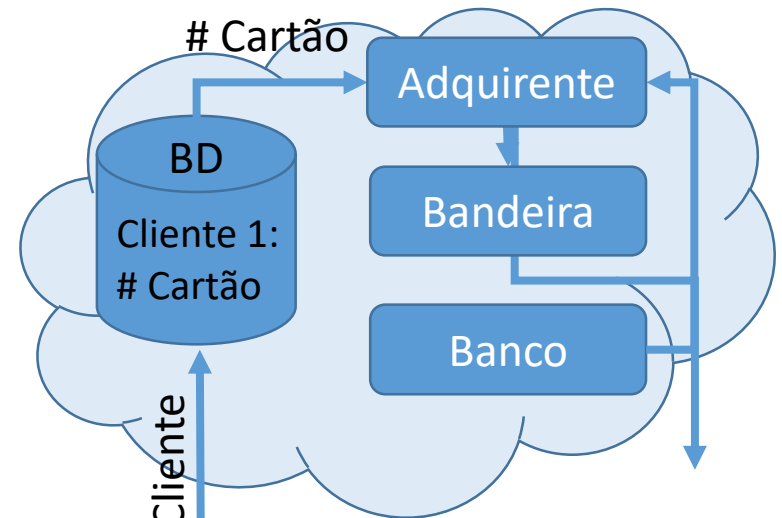 # Cartão
Adquirente
BD
Cliente 1:
# Cartão
Bandeira
Banco
Cliente